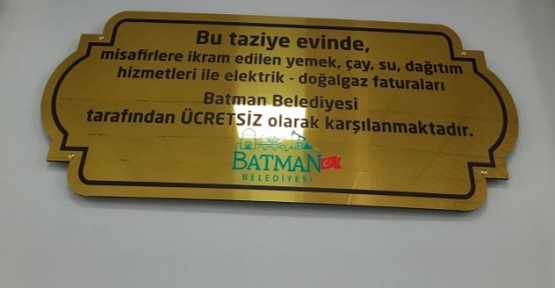 Bu taziye evinde,
misafirlere ikram edilen yemek, çay, su, dağıtım
hizmetleri ile elektrik - doğalgaz faturaları
Batman Belediyesi
tarafından ÜCRETSİZ olarak karşılanmaktadır.
BATMAN
BELEDİYESİ